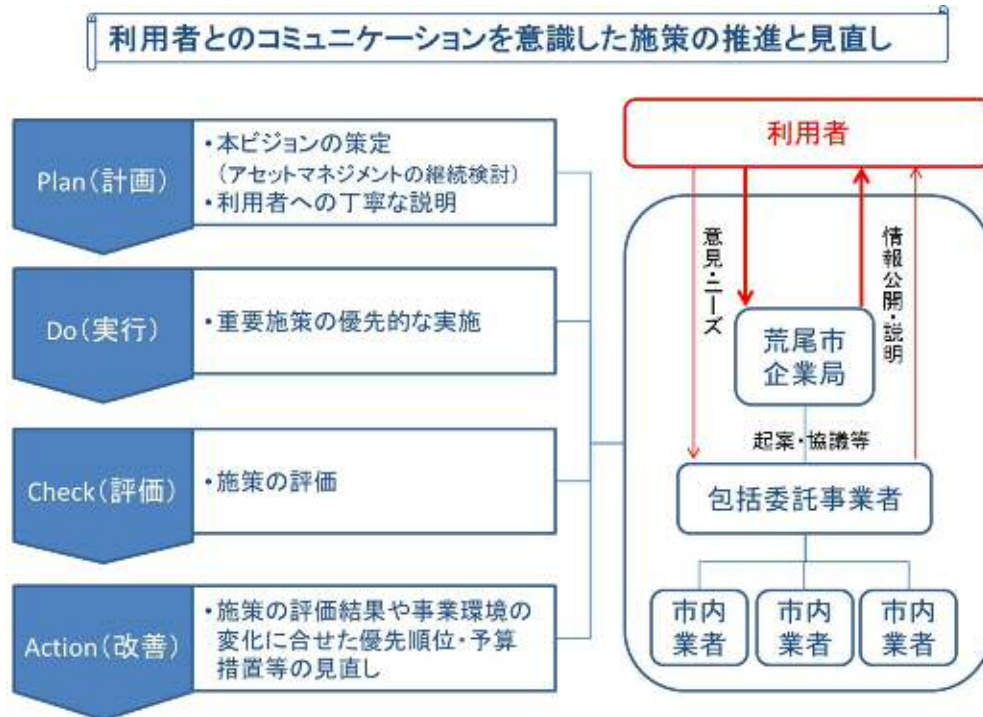 利用者とのコミュニケーションを意識した施策の推進と見直し
Plan(計画)
・本ビジョンの策定
(アセットマネジメントの継続検討)
・利用者への丁寧な説明
Do(実行)
・重要施策の優先的な実施
Check(評価)
・施策の評価
Action(改善)
・施策の評価結果や事業環境の
変化に合せた優先順位・予算
措置等の見直し
利用者
意見・ニーズ
情報公開・説明
荒尾市
企業局
起案・協議等
包括委託事業者
市内
業者
市内
業者
市内
業者